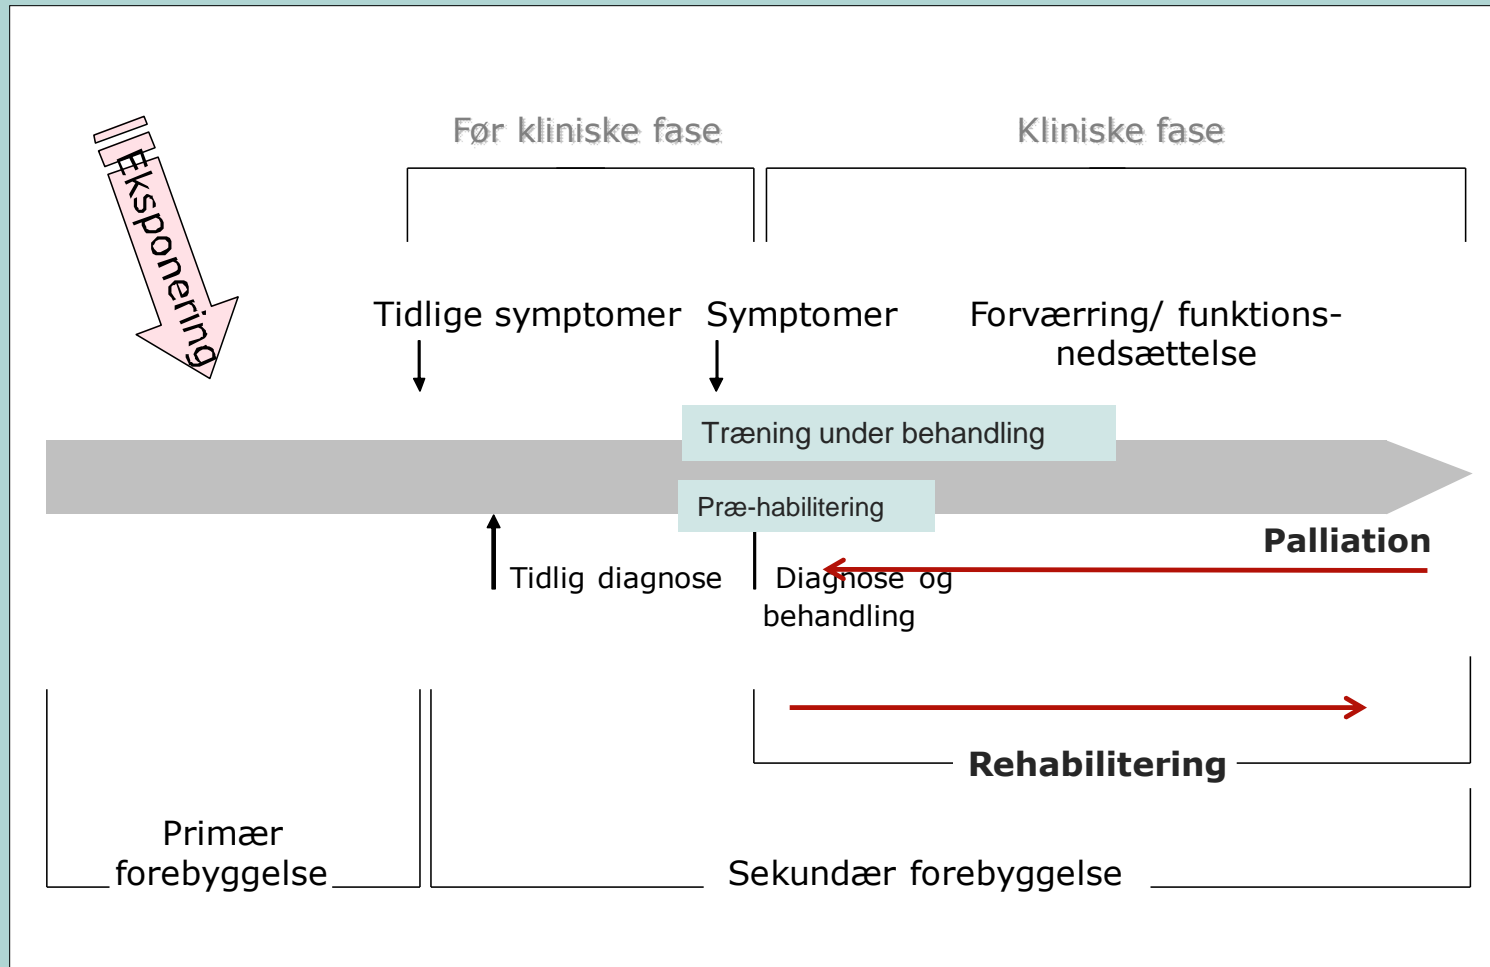 Før kliniske fase
Kliniske fase
Eksponering
Tidlige symptomer
Symptomer
Forværring/ funktions-
nedsættelse
Træning under behandling
Præ-habilitering
Palliation
Tidlig diagnose
Diagnose og
behandling
Rehabilitering
Primær
forebyggelse
Sekundær forebyggelse